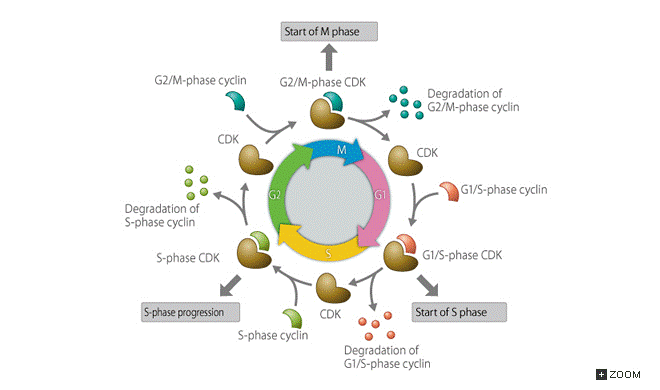 Start of M phase
G2/M-phase cyclin
G2/M-phase CDK
Degradation of
G2/M-phase cyclin
CDK
CDK
M
G2
G1
S
G1/S-phase cyclin
Degradation of
S-phase cyclin
S-phase CDK
G1/S-phase CDK
S-phase progression
CDK
Start of S phase
S-phase cyclin
Degradation of
G1/S-phase cyclin
+ ZOOM